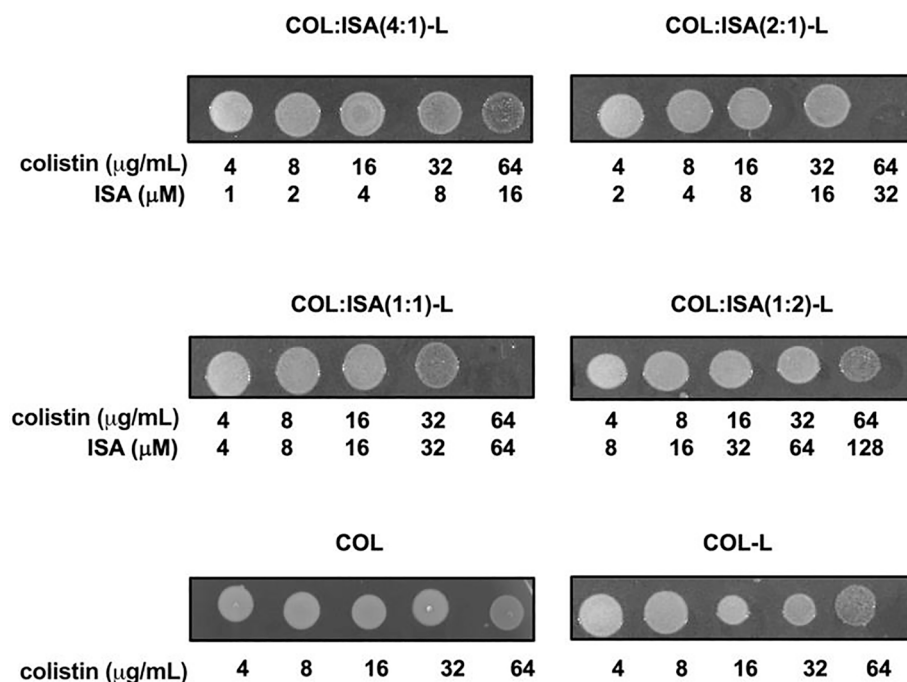 COL:ISA(4:1)-L COL:ISA(2:1)-L
colistin (μg/mL) 4 8 16 32 64 4 8 16 32 64
ISA (μM) 1 2 4 8 16 2 4 8 16 32
COL:ISA(1:1)-L COL:ISA(1:2)-L
colistin (μg/mL) 4 8 16 32 64 4 8 16 32 64
ISA (μM) 4 8 16 32 64 8 16 32 64 128
COL COL-L
colistin (μg/mL) 4 8 16 32 64 4 8 16 32 64